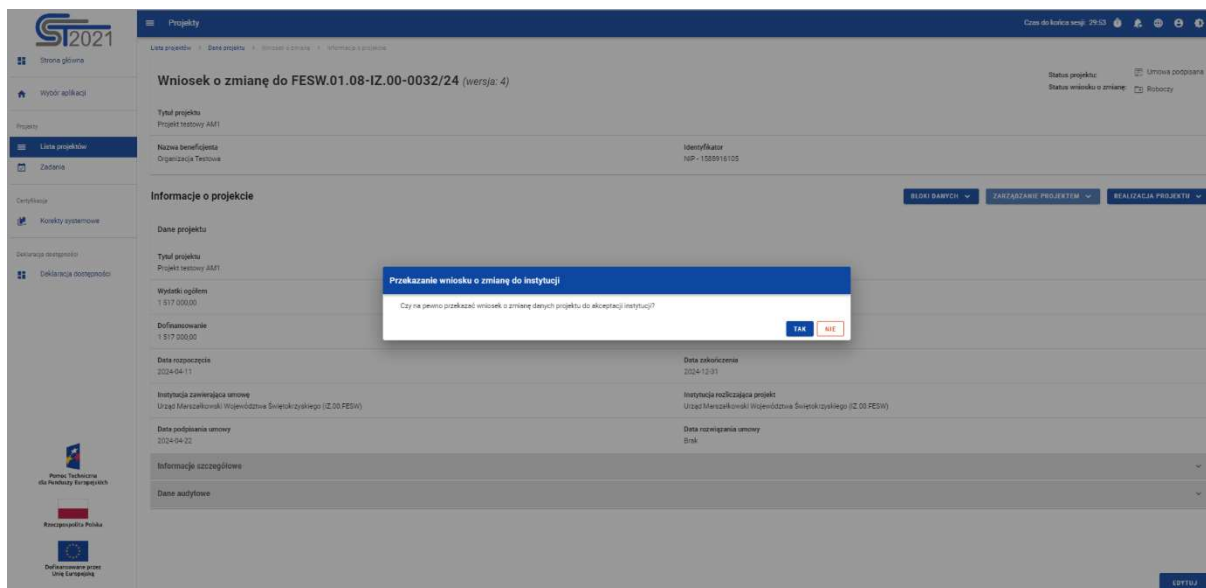 CST2021
Projekty
Czas do końca sesji: 29:53
Lista projektów > Dane projektu > Wniosek o zmianę > Informacje o projekcie
Strona główna
Wybór aplikacji
Projekty
Lista projektów
Zadania
Certyfikacja
Korekty systemowe
Deklaracja dostępności
Deklaracja dostępności
Wniosek o zmianę do FESW.01.08-IZ.00-0032/24 (wersja: 4)
Status projektu: Umowa podpisana
Status wniosku o zmianę: Roboczy
Tytuł projektu
Projekt testowy AM1
Nazwa beneficjenta
Organizacja Testowa
Identyfikator
NIP - 1588916105
Informacje o projekcie
BLOKI DANYCH
ZARZĄDZANIE PROJEKTEM
REALIZACJA PROJEKTU
Dane projektu
Tytuł projektu
Projekt testowy AM1
Przekazanie wniosku o zmianę do instytucji
Czy na pewno przekazać wniosek o zmianę danych projektu do akceptacji instytucji?
TAK
NIE
Wydatki ogółem
1 517 000,00
Dofinansowanie
1 517 000,00
Data rozpoczęcia
2024-04-11
Data zakończenia
2024-12-31
Instytucja zawierająca umowę
Urząd Marszałkowski Województwa Świętokrzyskiego (IZ.00.FESW)
Instytucja rozliczająca projekt
Urząd Marszałkowski Województwa Świętokrzyskiego (IZ.00.FESW)
Data podpisania umowy
2024-04-22
Data rozwiązania umowy
Brak
Informacje szczegółowe
Dane audytowe
Pomoc Techniczna
dla Funduszy Europejskich
Rzeczpospolita Polska
Dofinansowane przez
Unię Europejską
EDYTUJ